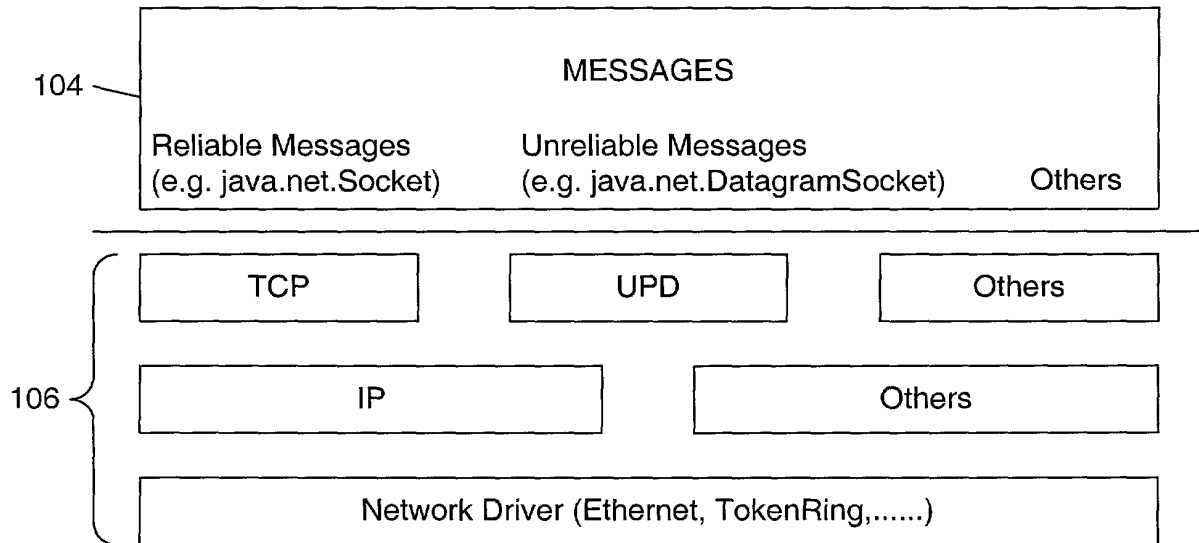 MESSAGES
104
Reliable Messages
(e.g. java.net.Socket)
Unreliable Messages
(e.g. java.net.DatagramSocket)
Others
TCP
UPD
Others
106
IP
Others
Network Driver (Ethernet, TokenRing,......)